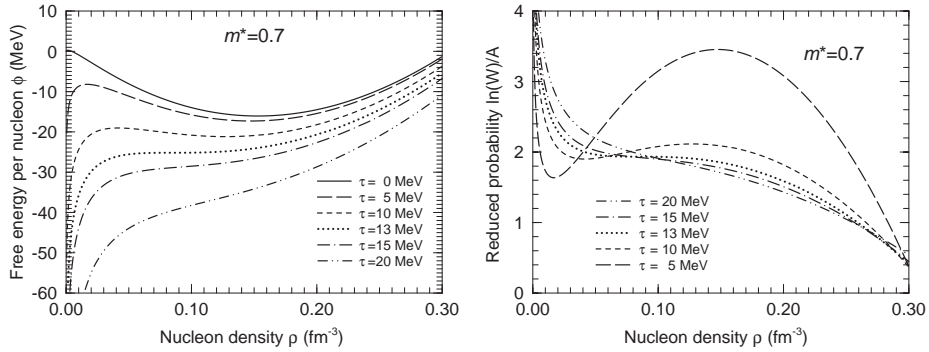 Free energy per nucleon ϕ (MeV)
10
0
-10
-20
-30
-40
-50
-60
m*=0.7
τ = 0 MeV
τ = 5 MeV
τ =10 MeV
τ =13 MeV
τ =15 MeV
τ =20 MeV
0.00 0.10 0.20 0.30
Nucleon density ρ (fm-3)
Reduced probability ln(W)/A
4
3
2
1
0
m*=0.7
τ = 20 MeV
τ = 15 MeV
τ = 13 MeV
τ = 10 MeV
τ = 5 MeV
0.00 0.10 0.20 0.30
Nucleon density ρ (fm-3)